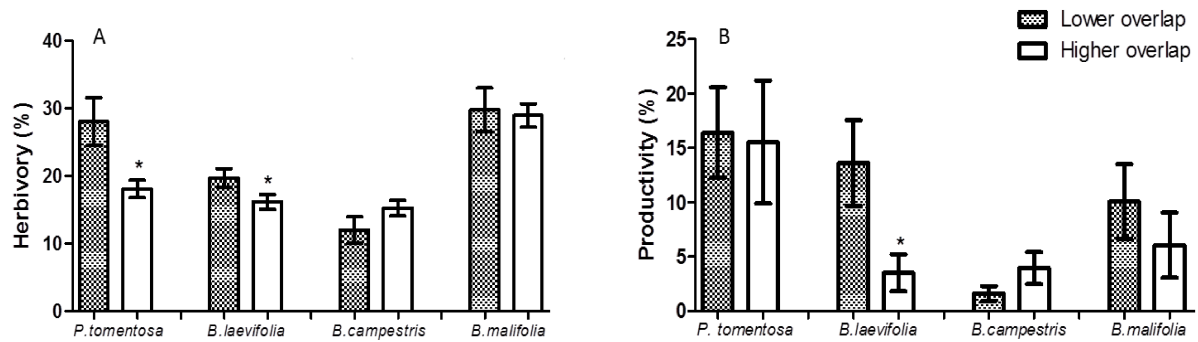 A
Herbivory (%)
40
30
20
10
0
*
*
P.tomentosa B.laevifolia B.campestris B.malifolia
B
Lower overlap
Higher overlap
Productivity (%)
25
20
15
10
5
0
*
P. tomentosa B.laevifolia B.campestris B.malifolia